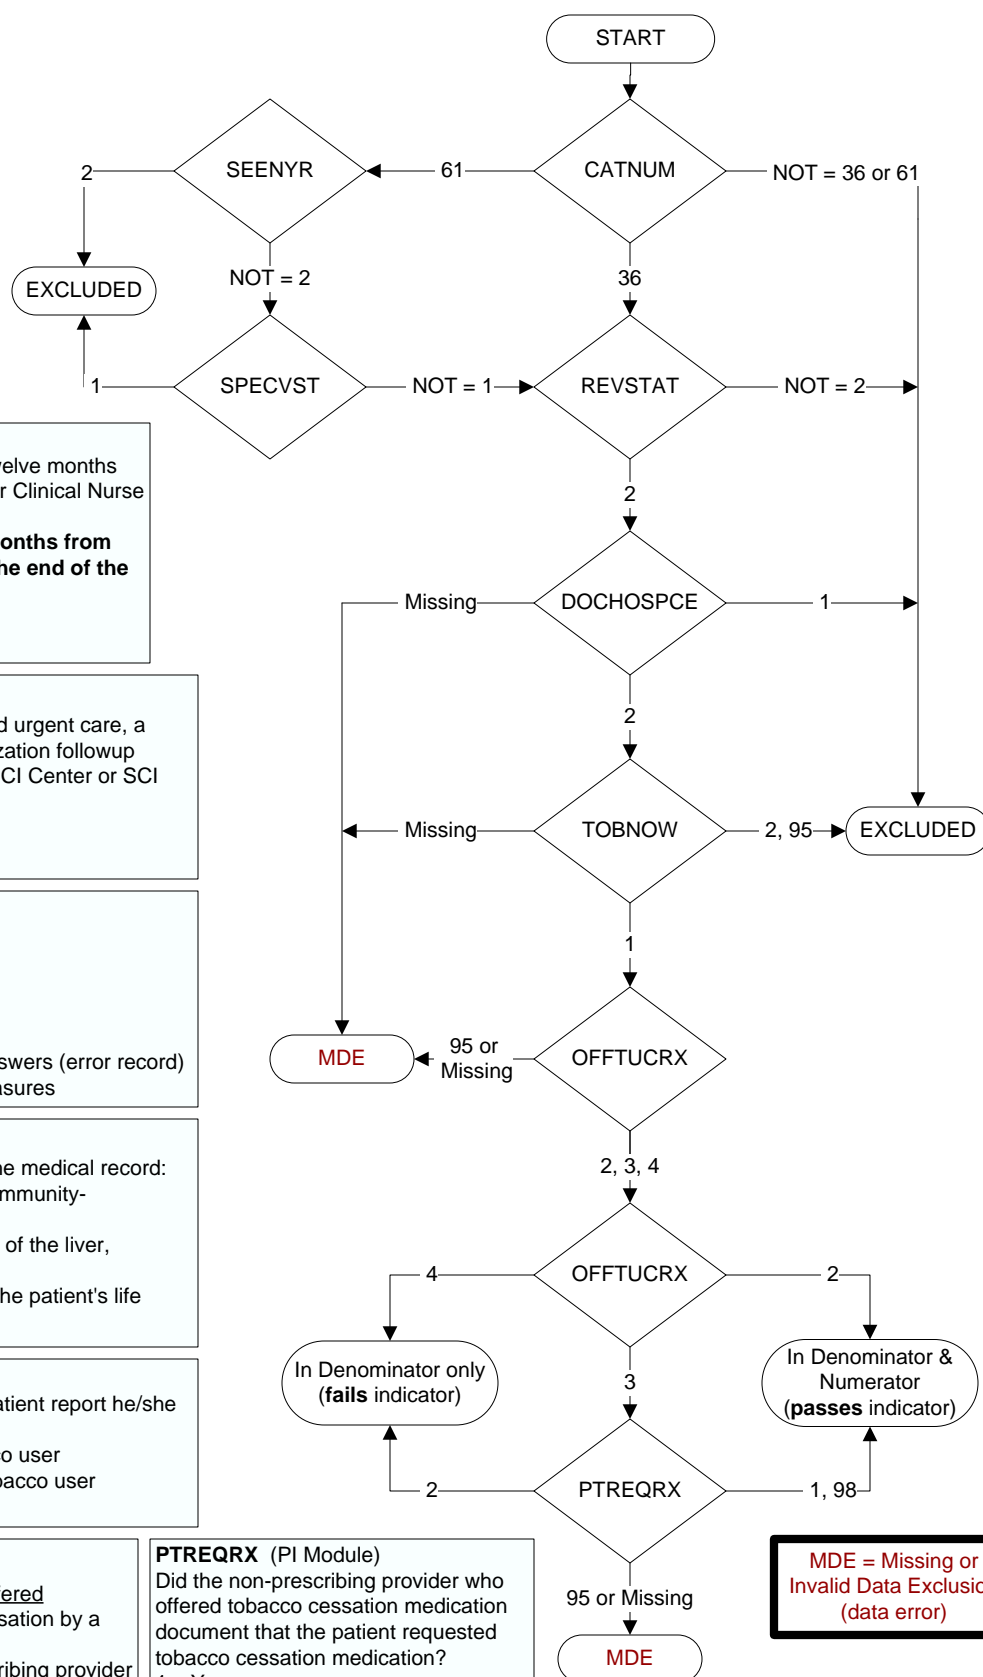 START
SEENYR
CATNUM
2
61
NOT = 36 or 61
EXCLUDED
NOT = 2
36
1
SPECVST
NOT = 1
REVSTAT
NOT = 2
2
welve months
r Clinical Nurse
onths from
he end of the
Missing
DOCHOSPCE
1
2
d urgent care, a
zation followup
CI Center or SCI
Missing
TOBNOW
2, 95
EXCLUDED
1
swers (error record)
asures
MDE
95 or
Missing
OFFTUCRX
2, 3, 4
he medical record:
mmunity-
of the liver,
he patient's life
4
OFFTUCRX
2
In Denominator only
(fails indicator)
3
In Denominator &
Numerator
(passes indicator)
atient report he/she
co user
bacco user
2
PTREQRX
1, 98
fered
sation by a
cribing provider
PTREQRX (PI Module)
Did the non-prescribing provider who
offered tobacco cessation medication
document that the patient requested
tobacco cessation medication?
95 or Missing
MDE
MDE = Missing or
Invalid Data Exclusio
(data error)